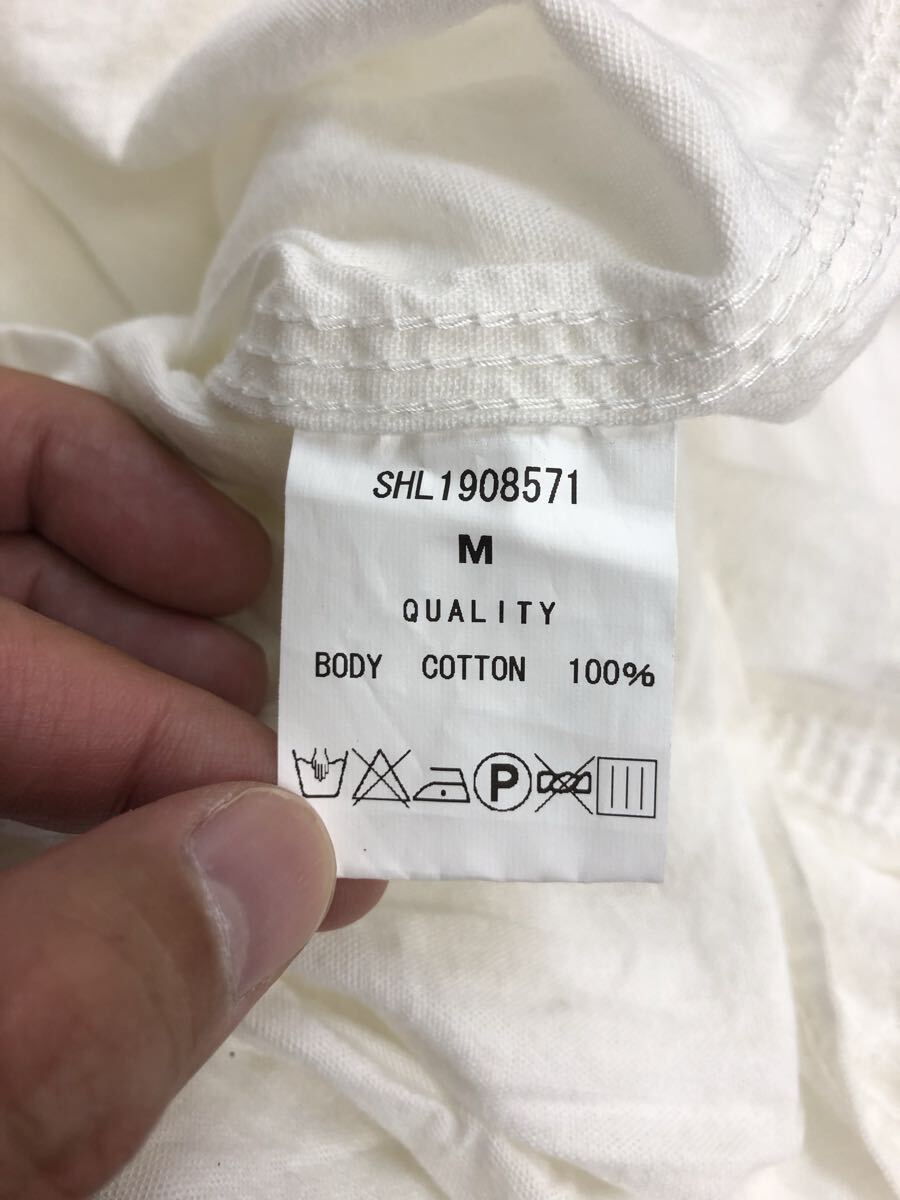 SHL1908571
M
QUALITY
BODY COTTON 100%
P